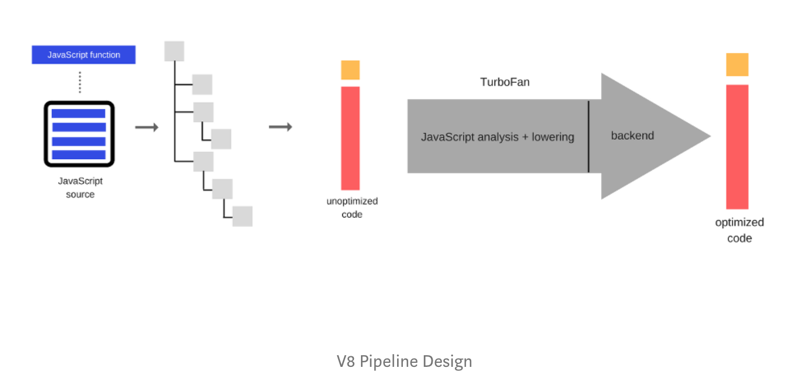 JavaScript function
JavaScript
source
unoptimized
code
TurboFan
JavaScript analysis + lowering
backend
optimized
code
V8 Pipeline Design